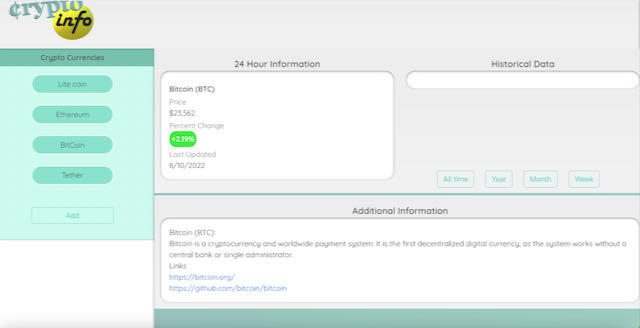 ¢rypto
info
Crypto Currencies
Lite coin
Ethereum
BitCoin
Tether
Add
24 Hour Information
Bitcoin (BTC)
Price
$23,562
Percent Change
+2.19%
Last Updated
8/10/2022
Historical Data
All time
Year
Month
Week
Additional Information
Bitcoin (BTC):
Bitcoin is a cryptocurrency and worldwide payment system. It is the first decentralized digital currency, as the system works without a
central bank or single administrator.
Links
https://bitcoin.org/
https://github.com/bitcoin/bitcoin